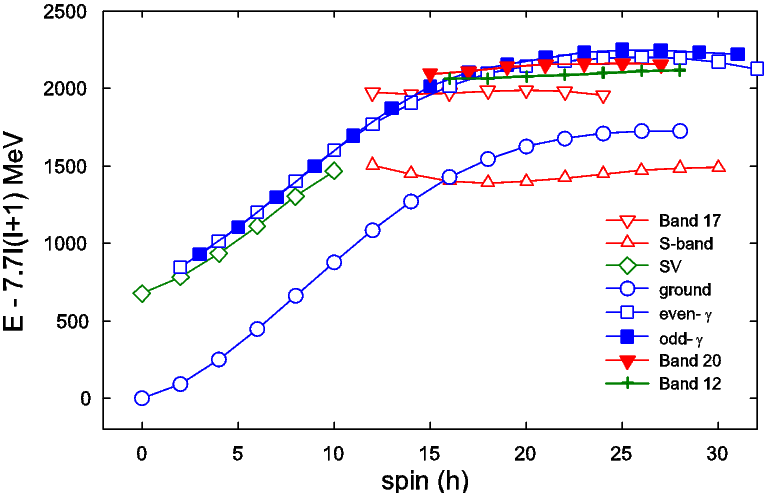 2500
2000
1500
1000
500
0
E - 7.7I(I+1) MeV
Band 17
S-band
SV
ground
even-γ
odd-γ
Band 20
Band 12
0 5 10 15 20 25 30
spin (h)